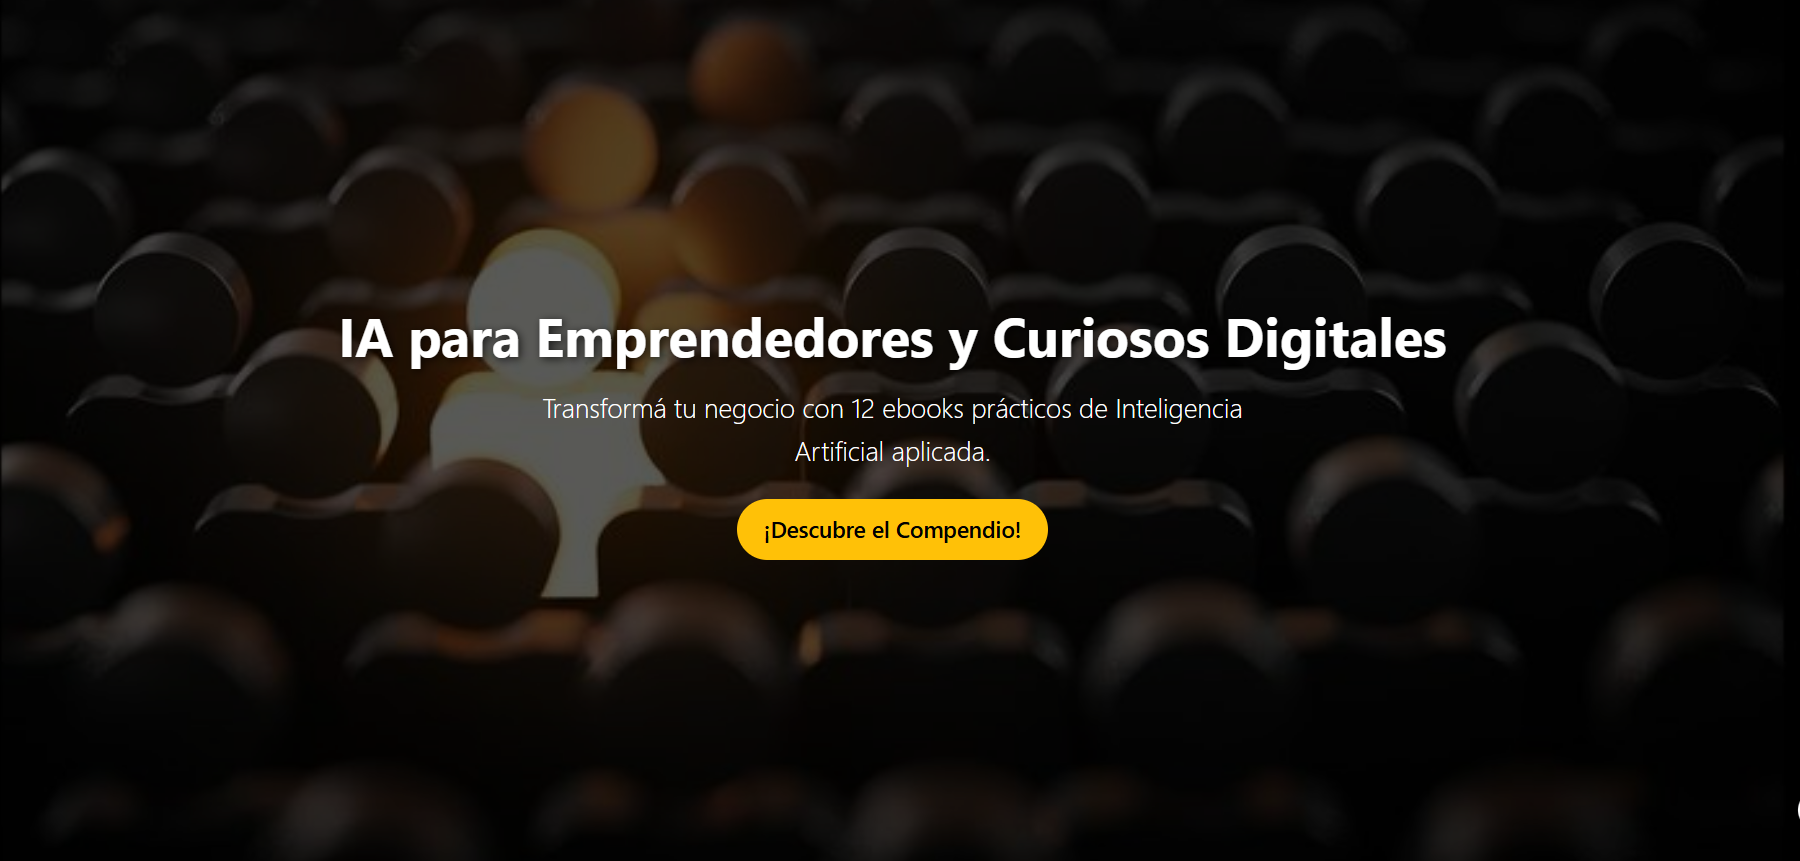 IA para Emprendedores y Curiosos Digitales
Transformá tu negocio con 12 ebooks prácticos de Inteligencia
Artificial aplicada.
¡Descubre el Compendio!